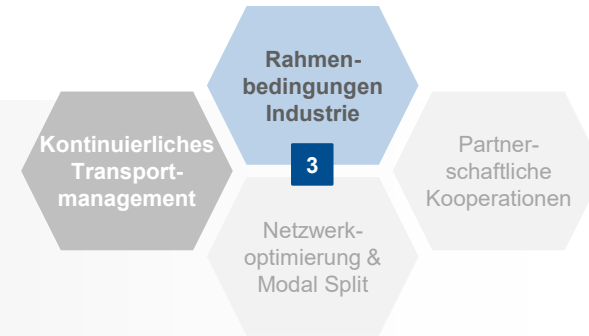 Rahmen-
bedingungen
Industrie
3
Kontinuierliches
Transport-
management
Partner-
schaftliche
Kooperationen
Netzwerk-
optimierung &
Modal Split